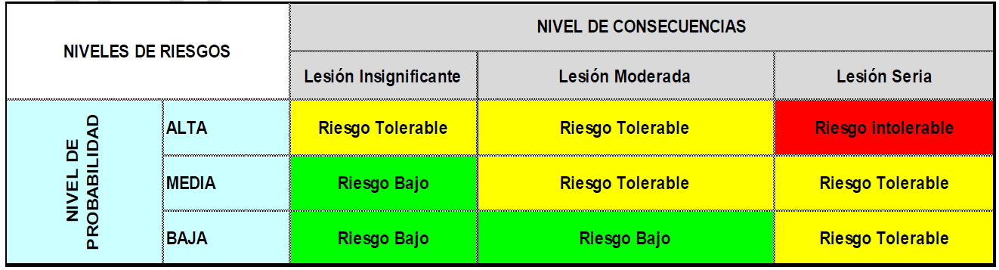 NIVELES DE RIESGOS
NIVEL DE CONSECUENCIAS
Lesión Insignificante
Lesión Moderada
Lesión Seria
NIVEL DE
PROBABILIDAD
ALTA
Riesgo Tolerable
Riesgo Tolerable
Riesgo intolerable
MEDIA
Riesgo Bajo
Riesgo Tolerable
Riesgo Tolerable
BAJA
Riesgo Bajo
Riesgo Bajo
Riesgo Tolerable